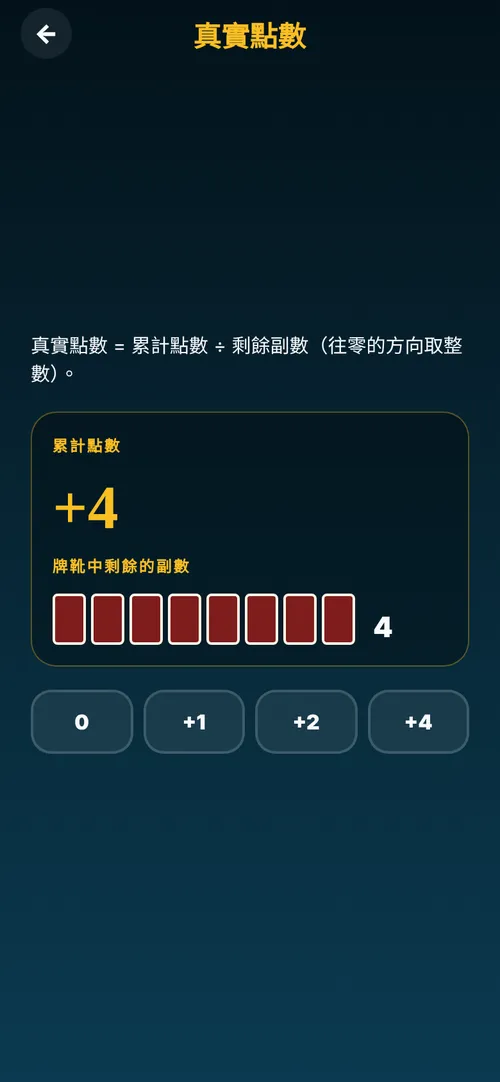 真實點數
真實點數 = 累計點數 ÷ 剩餘副數（往零的方向取整
數）。
累計點數
+4
牌靴中剩餘的副數
4
0
+1
+2
+4